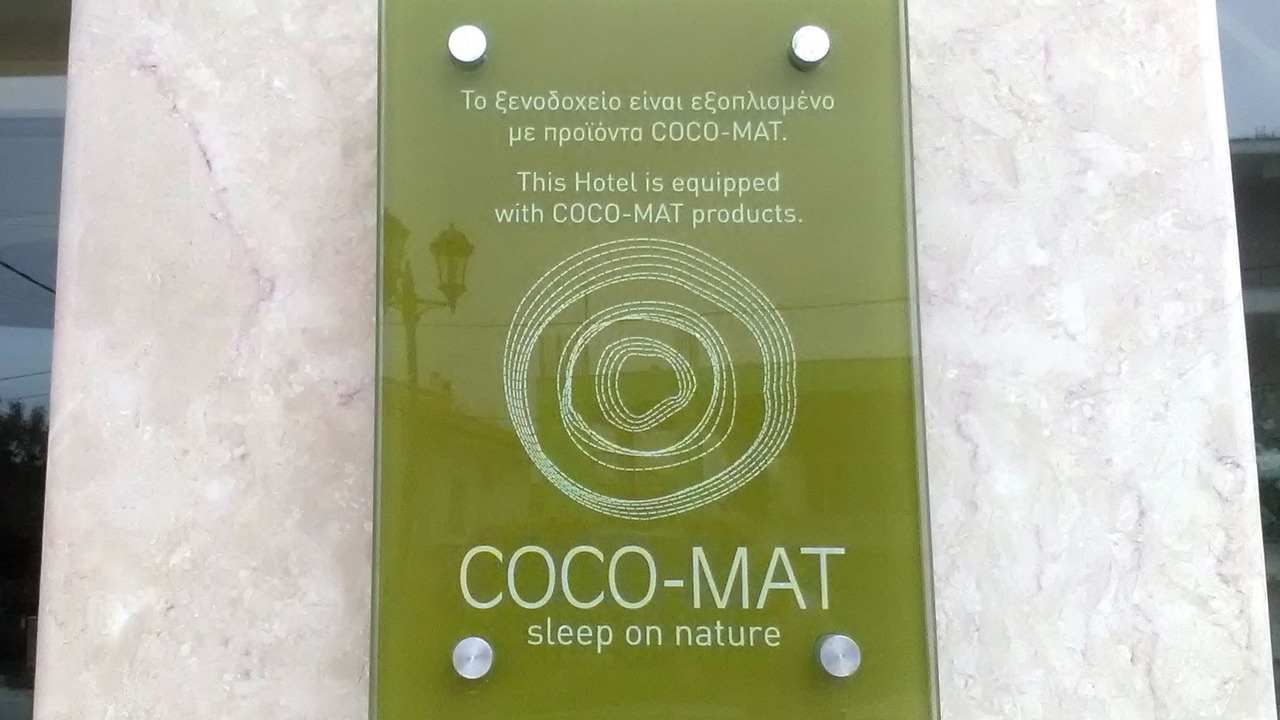 Το ξενοδοχείο είναι εξοπλισμένο
με προϊόντα COCO-MAT.
This Hotel is equipped
with COCO-MAT products.
COCO-MAT
sleep on nature